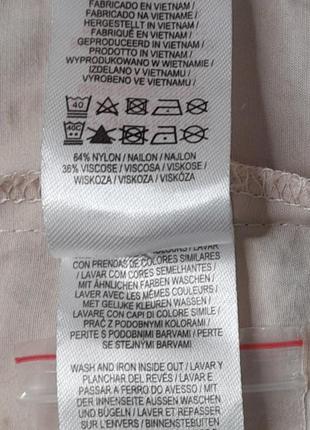 FABRICADO EN VIETNAM /
FABRICADO NO VIETNAME /
HERGESTELLT IN VIETNAM /
FABRIQUÉ EN VIETNAM /
GEPRODUCEERD IN VIETNAM /
PRODOTTO IN VIETNAM /
WYPRODUKOWANO W WIETNAMIE /
IZDELANO V VIETNAMU /
VYROBENO VE VIETNAMU /
40
40C
64% NYLON / NAILON / NAJLON
36% VISCOSE / VISCOSA / VISKOSE /
WISKOZA / VISKOZA / VISKÓZA
COLOURS / LAVAR
CON PRENDAS DE COLORES SIMILARES
/ LAVAR COM CORES SEMELHANTES /
MIT ÄHNLICHEN FARBEN WASCHEN /
LAVER AVEC LES MÊMES COULEURS /
MET GELIJKE KLEUREN WASSEN /
LAVARE CON CAPI DI COLORE SIMILE /
PRAĆ Z PODOBNYMI KOLORAMI /
PERITE S PODOBNIMI BARVAMI / PERTE
SE STEJNÝMI BARVAMI
WASH AND IRON INSIDE OUT / LAVAR Y
PLANCHAR DEL REVÉS / LAVAR E
PASSAR A FERRO DO AVESSO / MIT
DER INNENSEITE AUSSEN WASCHEN
UND BÜGELN / LAVER ET REPASSER
SUR L'ENVERS / BINNENSTEBUITEN